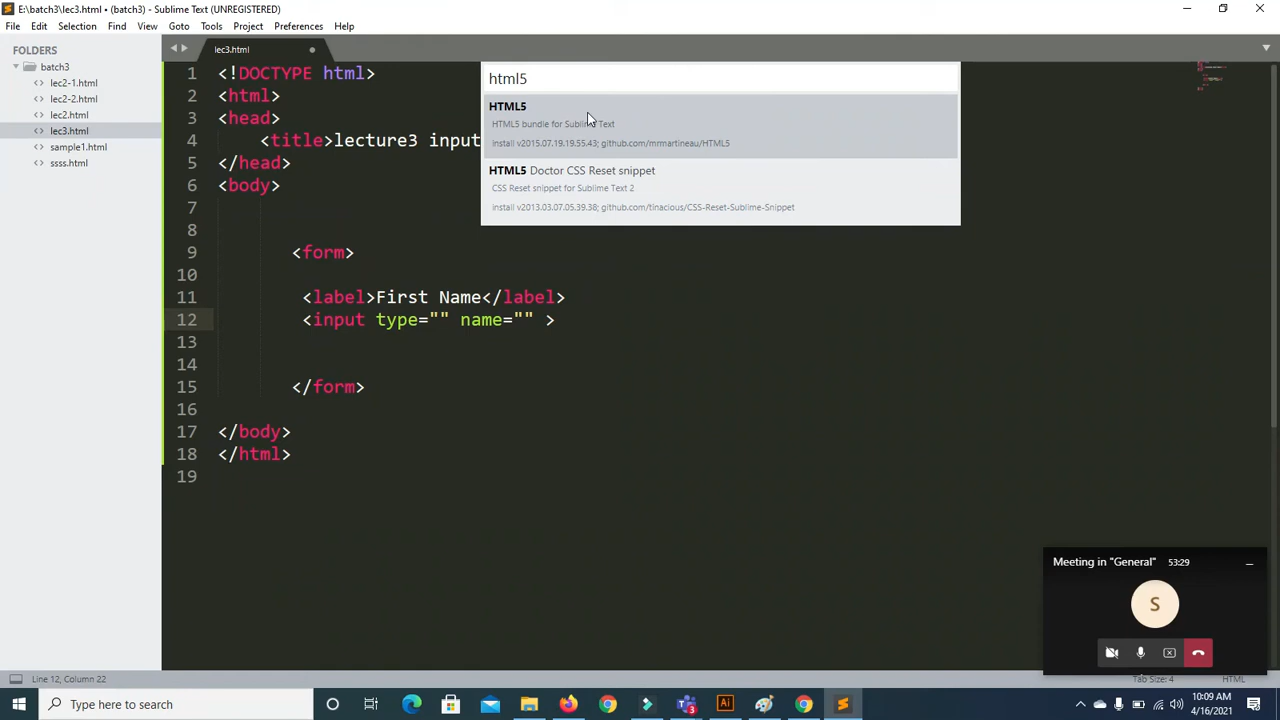 E:\batch3\lec3.html • (batch3) - Sublime Text (UNREGISTERED)
File Edit Selection Find View Goto Tools Project Preferences Help
FOLDERS
batch3
lec2-1.html
lec2-2.html
lec2.html
lec3.html
sample1.html
ssss.html
lec3.html
1 <!DOCTYPE html>
2 <html>
3 <head>
4 <title>lecture3 input
5 </head>
6 <body>
7
8
9 <form>
10
11 <label>First Name</label>
12 <input type="" name="" >
13
14
15 </form>
16
17 </body>
18 </html>
19
html5
HTML5
HTML5 bundle for Sublime Text
install v2015.07.19.19.55.43; github.com/mrmartineau/HTML5
HTML5 Doctor CSS Reset snippet
CSS Reset snippet for Sublime Text 2
install v2013.03.07.05.39.38; github.com/tinacious/CSS-Reset-Sublime-Snippet
Meeting in "General" 53:29
S
Line 12, Column 22
Tab Size: 4 HTML
Type here to search
3
Ai
10:09 AM
4/16/2021